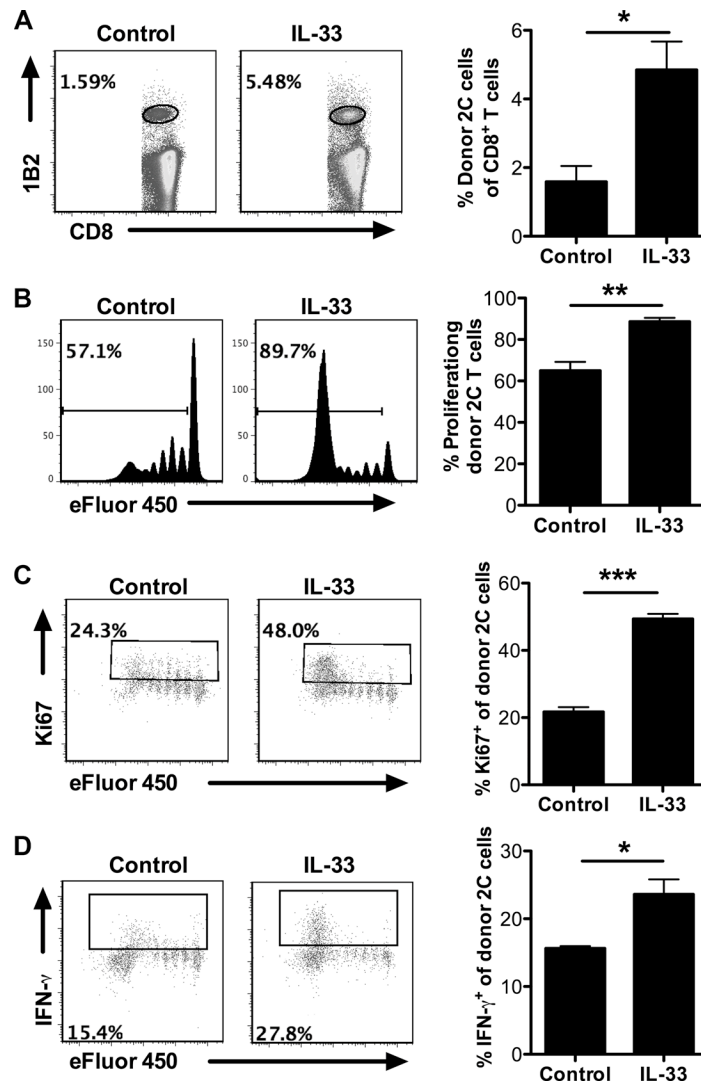 A
Control
IL-33
1.59%
5.48%
1B2
CD8
% Donor 2C cells
of CD8+ T cells
6
4
2
0
*
Control
IL-33
B
Control
IL-33
57.1%
89.7%
150
100
50
0
150
100
50
0
eFluor 450
% Proliferationg
donor 2C T cells
100
80
60
40
20
0
**
Control
IL-33
C
Control
IL-33
24.3%
48.0%
Ki67
eFluor 450
% Ki67+ of donor 2C cells
60
40
20
0
***
Control
IL-33
D
Control
IL-33
IFN-γ
15.4%
27.8%
eFluor 450
% IFN-γ+ of donor 2C cells
30
20
10
0
*
Control
IL-33